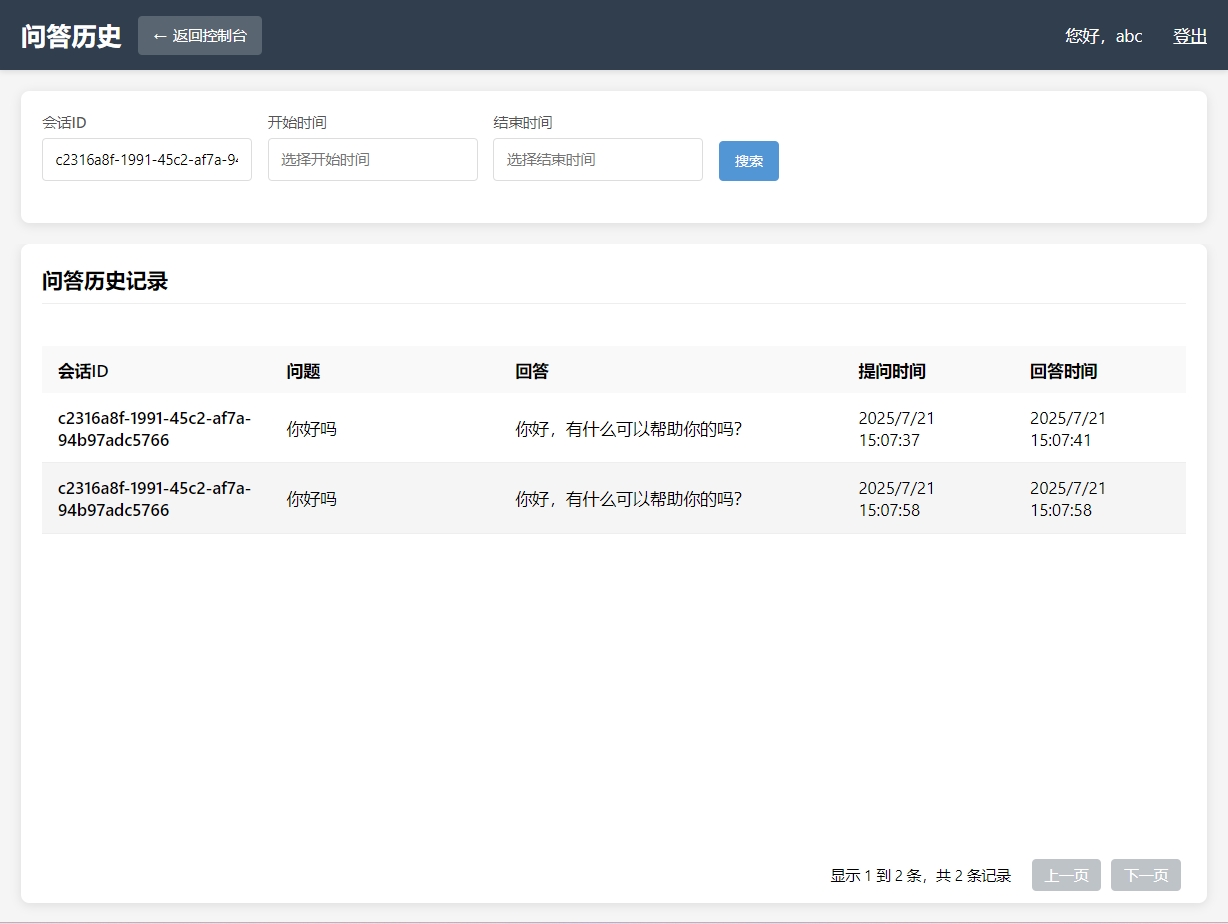 问答历史 ← 返回控制台 您好，abc 登出
会话ID 开始时间 结束时间
c2316a8f-1991-45c2-af7a-94 选择开始时间 选择结束时间 搜索
问答历史记录
会话ID 问题 回答 提问时间 回答时间
c2316a8f-1991-45c2-af7a-94b97adc5766 你好吗 你好，有什么可以帮助你的吗？ 2025/7/21 15:07:37 2025/7/21 15:07:41
c2316a8f-1991-45c2-af7a-94b97adc5766 你好吗 你好，有什么可以帮助你的吗？ 2025/7/21 15:07:58 2025/7/21 15:07:58
显示 1 到 2 条，共 2 条记录 上一页 下一页